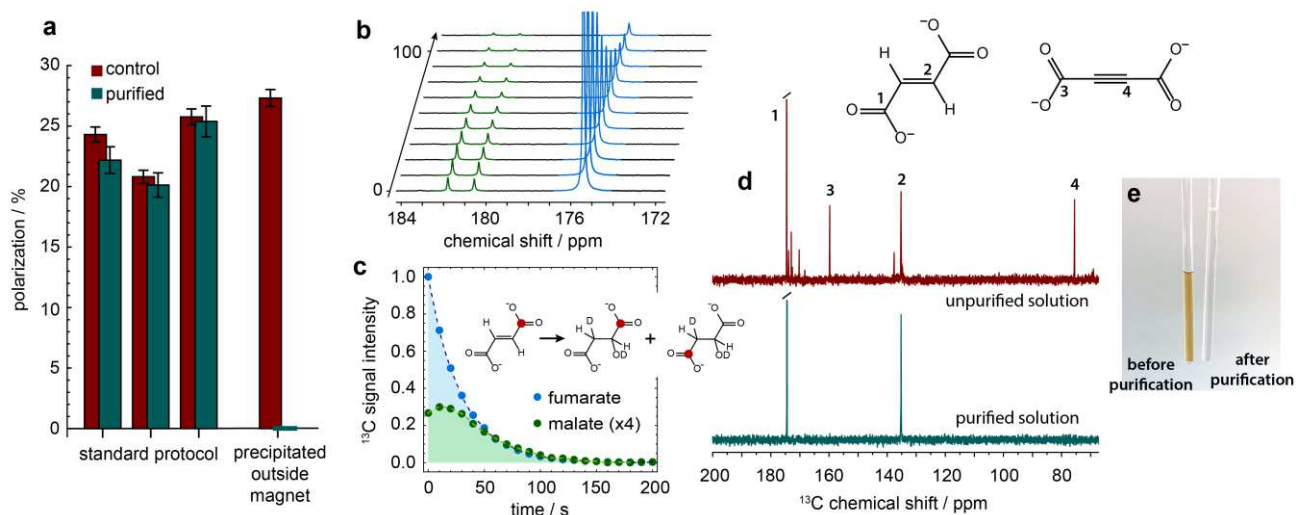 a
polarization / %
30
25
20
15
10
5
0
control
purified
standard protocol
precipitated
outside
magnet
b
100
0
184 180 176 172
chemical shift / ppm
c
¹³C signal intensity
1.0
0.8
0.6
0.4
0.2
0.0
0 50 100 150 200
time / s
H
H
⁻O
O
O
O⁻
D
H
H
OD
⁻O
O
O
O⁻
+
D
H
H
OD
O⁻
O
O
O⁻
fumarate
malate (x4)
O⁻
H
2
O
1
O
H
O⁻
O
3
4
O⁻
⁻O
O
d
1
3
2
4
unpurified solution
purified solution
200 180 160 140 120 100 80
¹³C chemical shift / ppm
e
before
purification
after
purification